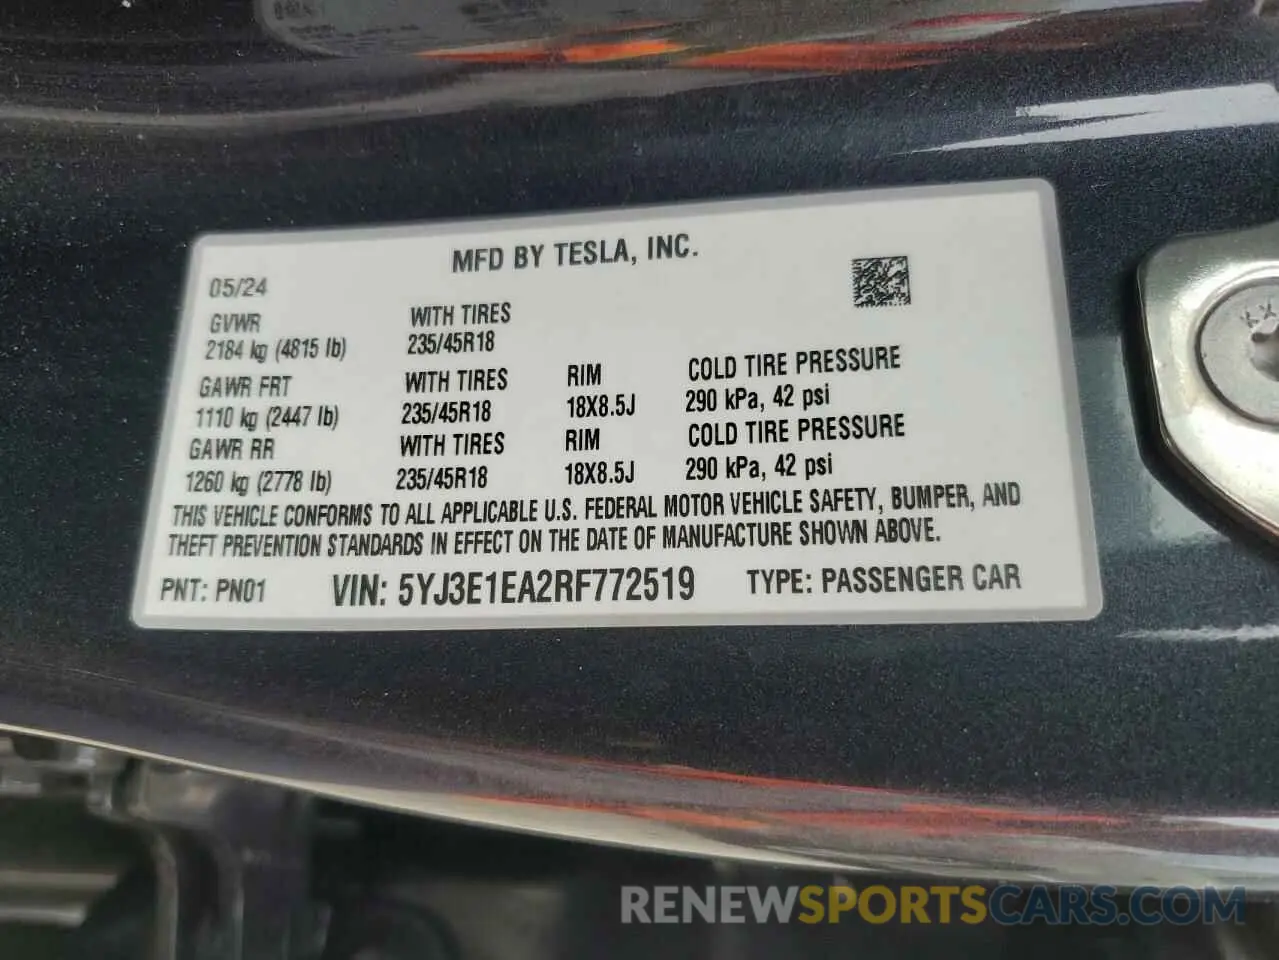 MFD BY TESLA, INC.
05/24
GVWR WITH TIRES
2184 kg (4815 lb) 235/45R18
GAWR FRT WITH TIRES RIM COLD TIRE PRESSURE
1110 kg (2447 lb) 235/45R18 18X8.5J 290 kPa, 42 psi
GAWR RR WITH TIRES RIM COLD TIRE PRESSURE
1260 kg (2778 lb) 235/45R18 18X8.5J 290 kPa, 42 psi
THIS VEHICLE CONFORMS TO ALL APPLICABLE U.S. FEDERAL MOTOR VEHICLE SAFETY, BUMPER, AND
THEFT PREVENTION STANDARDS IN EFFECT ON THE DATE OF MANUFACTURE SHOWN ABOVE.
PNT: PN01 VIN: 5YJ3E1EA2RF772519 TYPE: PASSENGER CAR
RENEWSPORTSCARS.COM